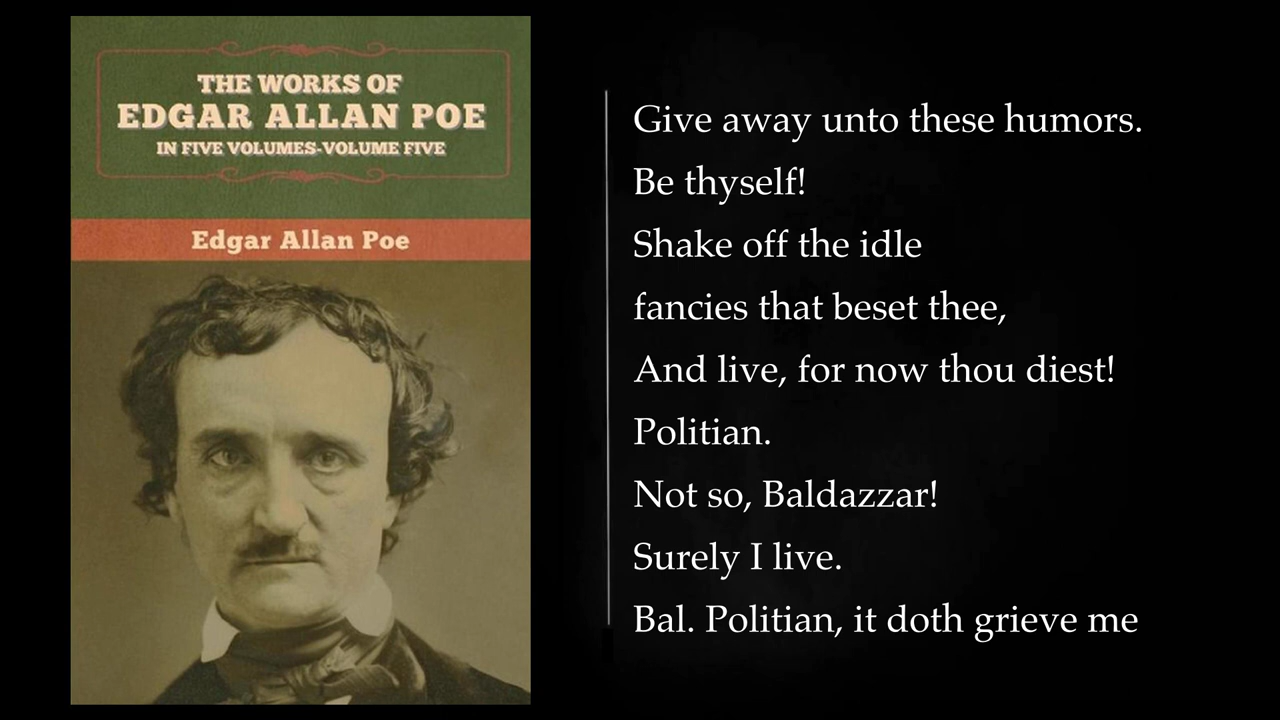 THE WORKS OF
EDGAR ALLAN POE
IN FIVE VOLUMES-VOLUME FIVE
Edgar Allan Poe
Give away unto these humors.
Be thyself!
Shake off the idle
fancies that beset thee,
And live, for now thou diest!
Politian.
Not so, Baldazzar!
Surely I live.
Bal. Politian, it doth grieve me